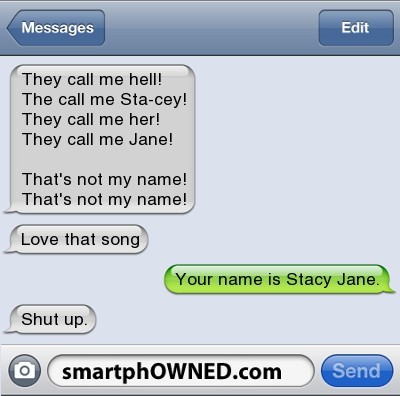 Messages
Edit
They call me hell!
The call me Sta-cey!
They call me her!
They call me Jane!
That's not my name!
That's not my name!
Love that song
Your name is Stacy Jane.
Shut up.
smartphOWNED.com
Send